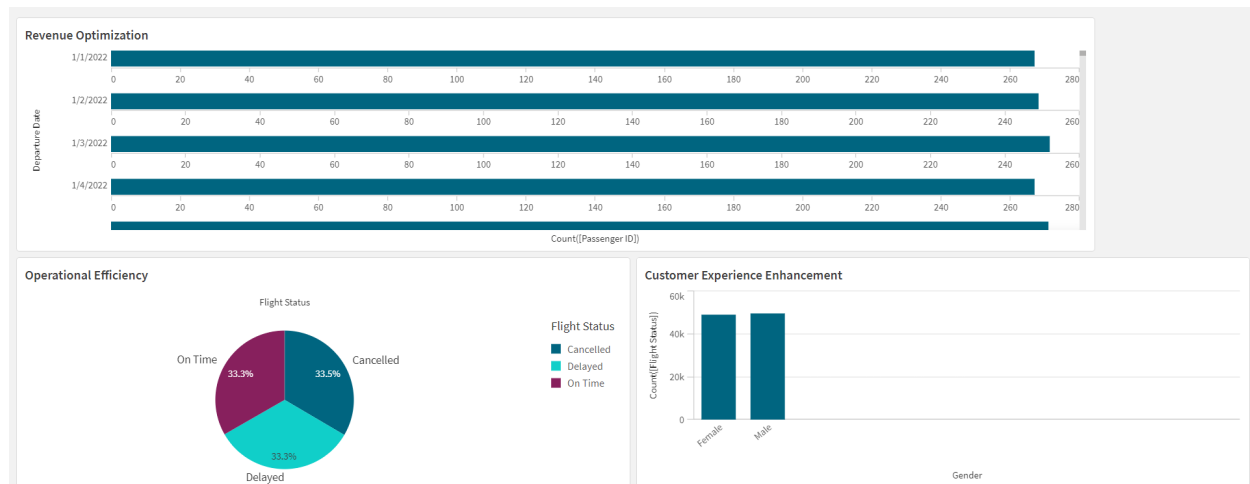 Revenue Optimization
Departure Date
1/1/2022
0 20 40 60 80 100 120 140 160 180 200 220 240 260 280
1/2/2022
0 20 40 60 80 100 120 140 160 180 200 220 240 260
1/3/2022
0 20 40 60 80 100 120 140 160 180 200 220 240 260
1/4/2022
0 20 40 60 80 100 120 140 160 180 200 220 240 260 280
Count([Passenger ID])
Operational Efficiency
Flight Status
On Time
33.3%
33.5%
Cancelled
33.3%
Delayed
Flight Status
Cancelled
Delayed
On Time
Customer Experience Enhancement
Count([Flight Status])
60k
40k
20k
0
Female
Male
Gender